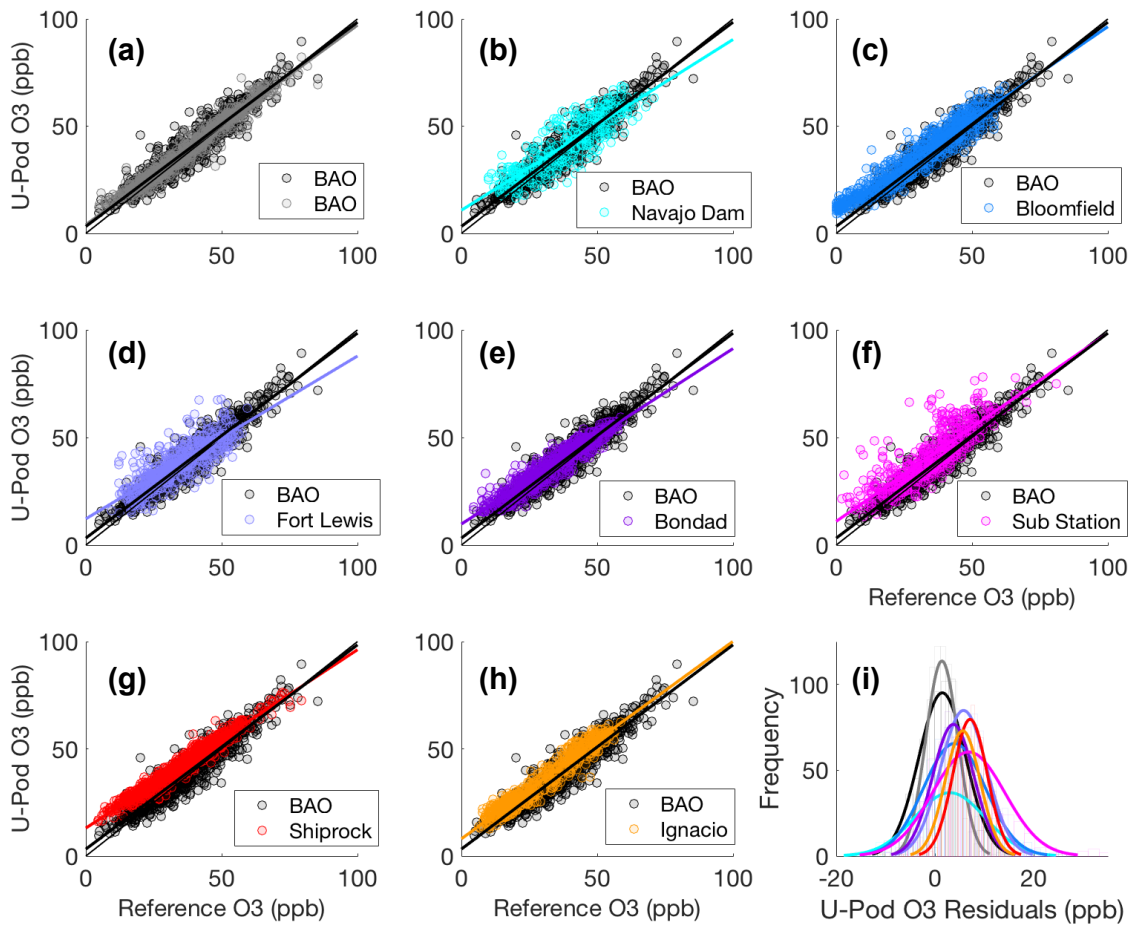 (a)
100
50
0
0 50 100
U-Pod O3 (ppb)
BAO
BAO
(b)
100
50
0
0 50 100
BAO
Navajo Dam
(c)
100
50
0
0 50 100
BAO
Bloomfield
(d)
100
50
0
0 50 100
U-Pod O3 (ppb)
BAO
Fort Lewis
(e)
100
50
0
0 50 100
BAO
Bondad
(f)
100
50
0
0 50 100
Reference O3 (ppb)
BAO
Sub Station
(g)
100
50
0
0 50 100
U-Pod O3 (ppb)
Reference O3 (ppb)
BAO
Shiprock
(h)
100
50
0
0 50 100
Reference O3 (ppb)
BAO
Ignacio
(i)
100
50
0
-20 0 20
Frequency
U-Pod O3 Residuals (ppb)